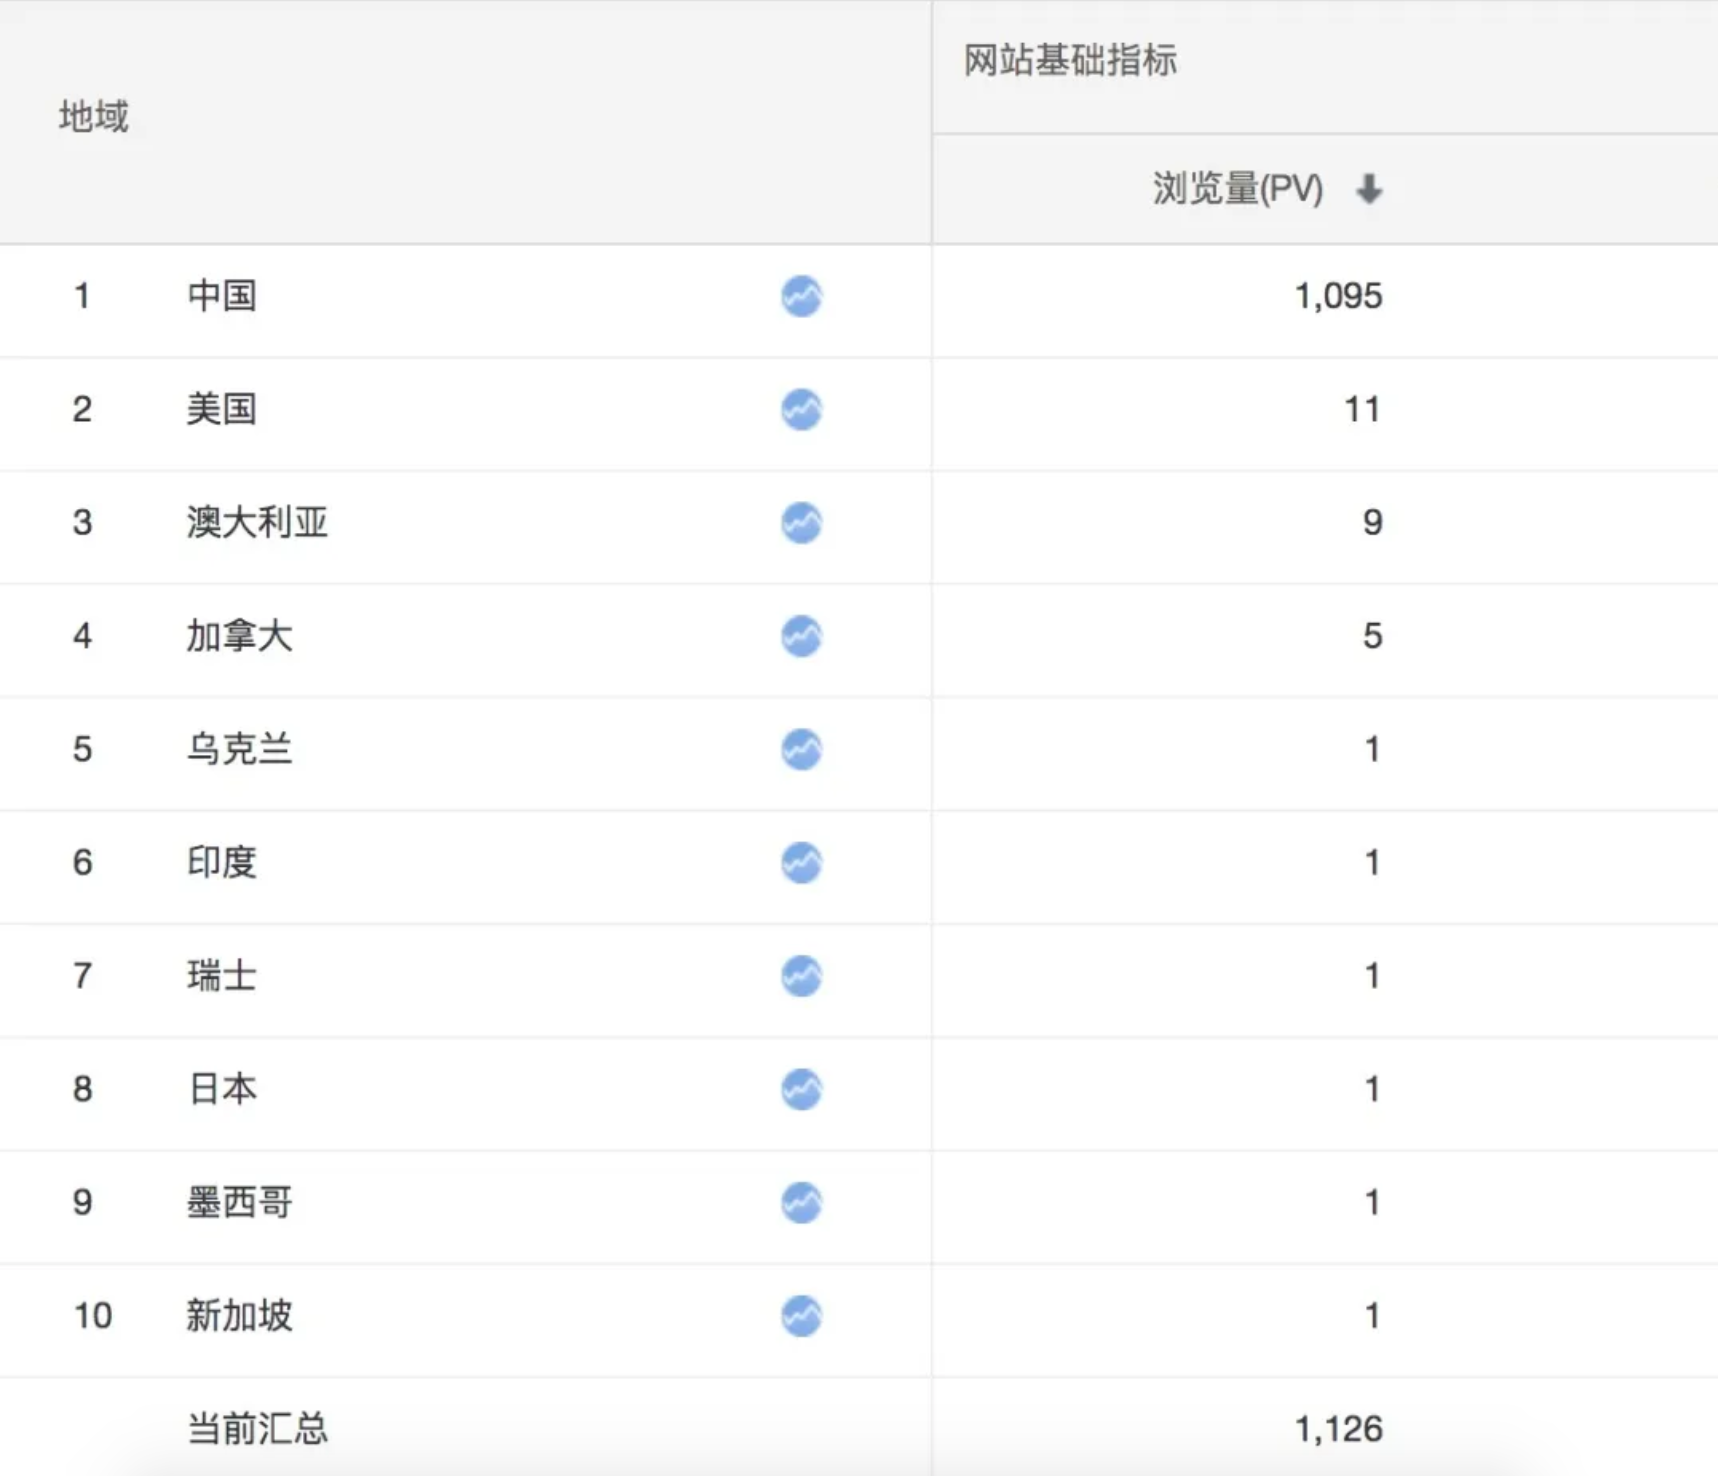 地域
网站基础指标
浏览量(PV)
1 中国 1,095
2 美国 11
3 澳大利亚 9
4 加拿大 5
5 乌克兰 1
6 印度 1
7 瑞士 1
8 日本 1
9 墨西哥 1
10 新加坡 1
当前汇总 1,126